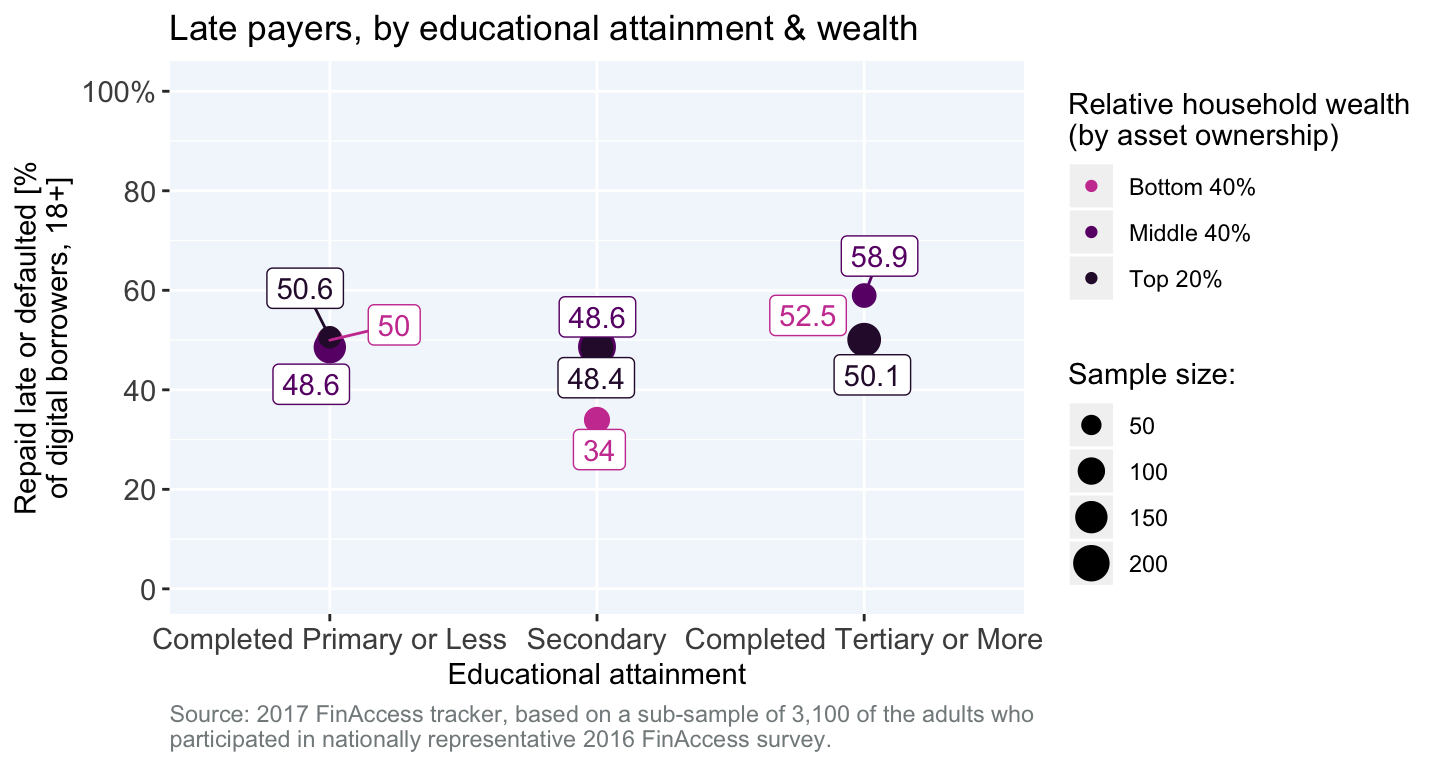 Late payers, by educational attainment & wealth
Repaid late or defaulted [%
of digital borrowers, 18+]
100%
80
60
40
20
0
50.6
50
48.6
48.6
48.4
34
58.9
52.5
50.1
Completed Primary or Less
Secondary
Completed Tertiary or More
Educational attainment
Source: 2017 FinAccess tracker, based on a sub-sample of 3,100 of the adults who
participated in nationally representative 2016 FinAccess survey.
Relative household wealth
(by asset ownership)
Bottom 40%
Middle 40%
Top 20%
Sample size:
50
100
150
200